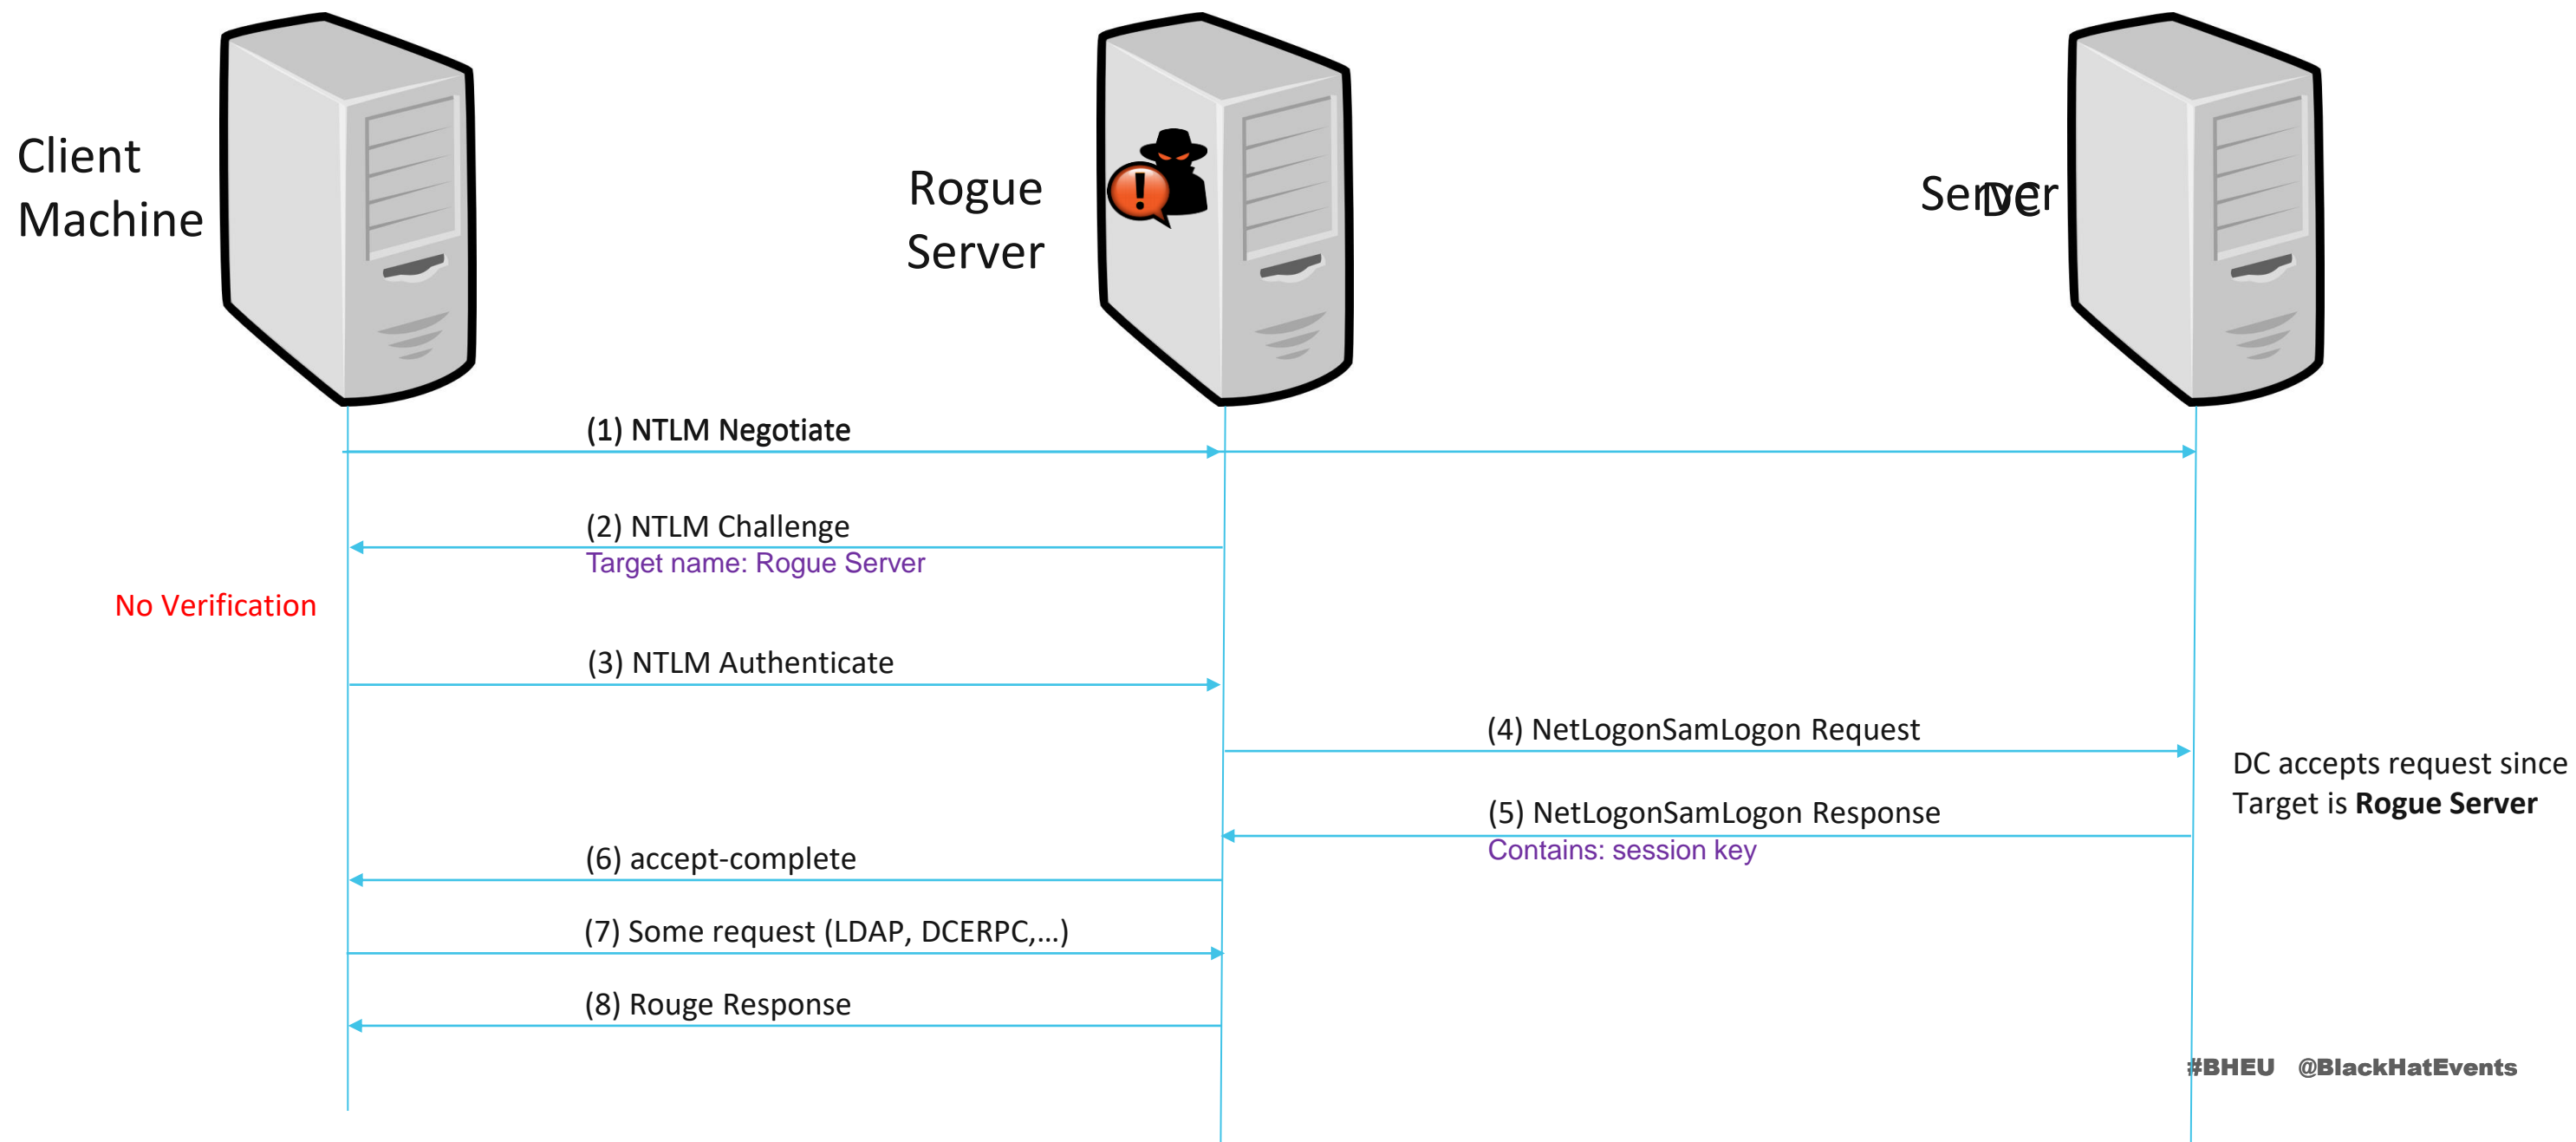 Client
Machine
Rogue
Server
!
Server
DC
(1) NTLM Negotiate
(2) NTLM Challenge
Target name: Rogue Server
No Verification
(3) NTLM Authenticate
(4) NetLogonSamLogon Request
DC accepts request since
Target is Rogue Server
(5) NetLogonSamLogon Response
Contains: session key
(6) accept-complete
(7) Some request (LDAP, DCERPC,...)
(8) Rouge Response
#BHEU @BlackHatEvents